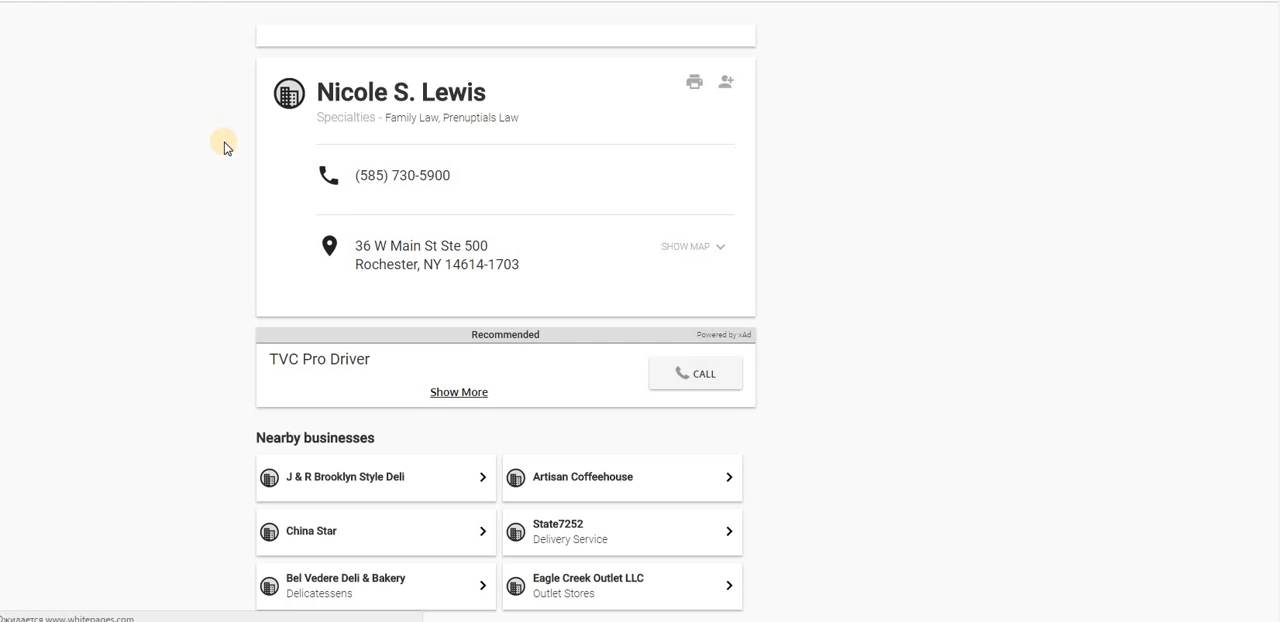 Nicole S. Lewis
Specialties - Family Law, Prenuptials Law
(585) 730-5900
36 W Main St Ste 500
SHOW MAP
Rochester, NY 14614-1703
Recommended
Powered by xAd
TVC Pro Driver
CALL
Show More
Nearby businesses
J & R Brooklyn Style Deli
Artisan Coffeehouse
China Star
State7252
Delivery Service
Bel Vedere Deli & Bakery
Delicatessens
Eagle Creek Outlet LLC
Outlet Stores
Ожидается www.whitepages.com